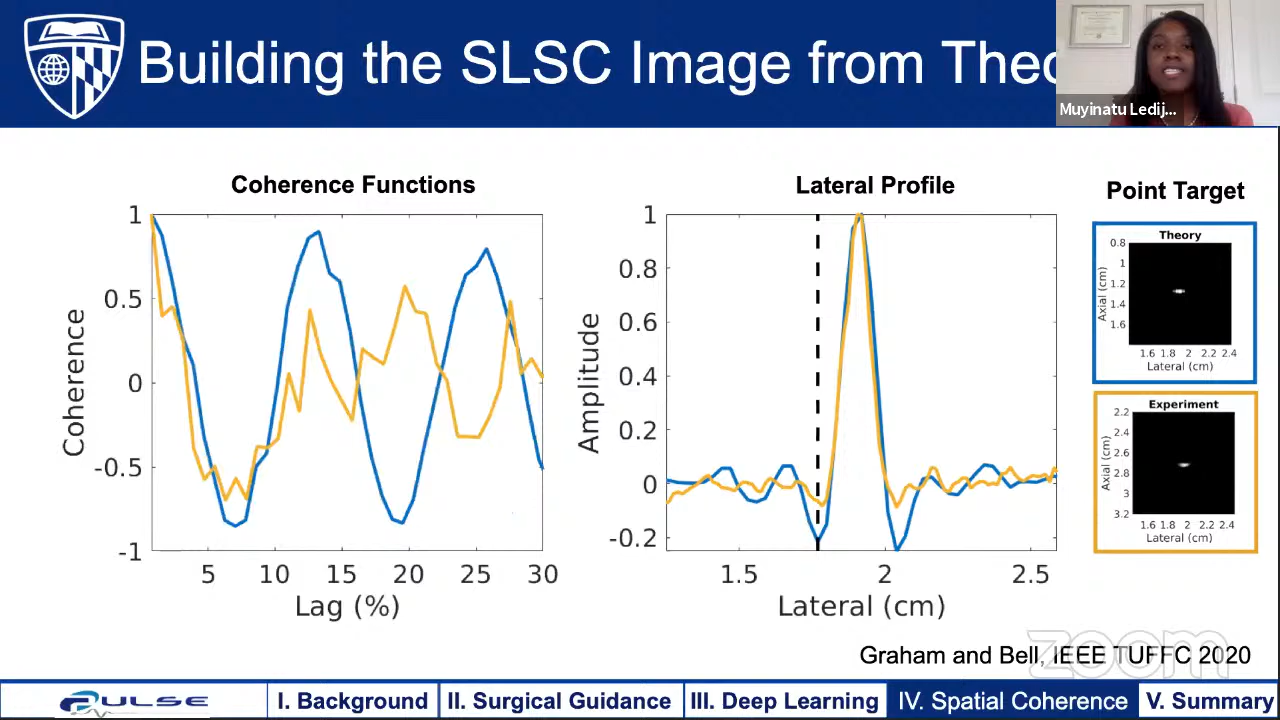 Building the SLSC Image from Theo
Muyinatu Ledij...
Coherence Functions
1
0.5
0
-0.5
-1
Coherence
5 10 15 20 25 30
Lag (%)
Lateral Profile
1
0.8
0.6
0.4
0.2
0
-0.2
Amplitude
1.5 2 2.5
Lateral (cm)
Point Target
Theory
0.8
1
1.2
1.4
1.6
Axial (cm)
1.6 1.8 2 2.2 2.4
Lateral (cm)
Experiment
2.2
2.4
2.6
2.8
3
3.2
Axial (cm)
1.6 1.8 2 2.2 2.4
Lateral (cm)
zoom
Graham and Bell, IEEE TUFFC 2020
PULSE
I. Background
II. Surgical Guidance
III. Deep Learning
IV. Spatial Coherence
V. Summary